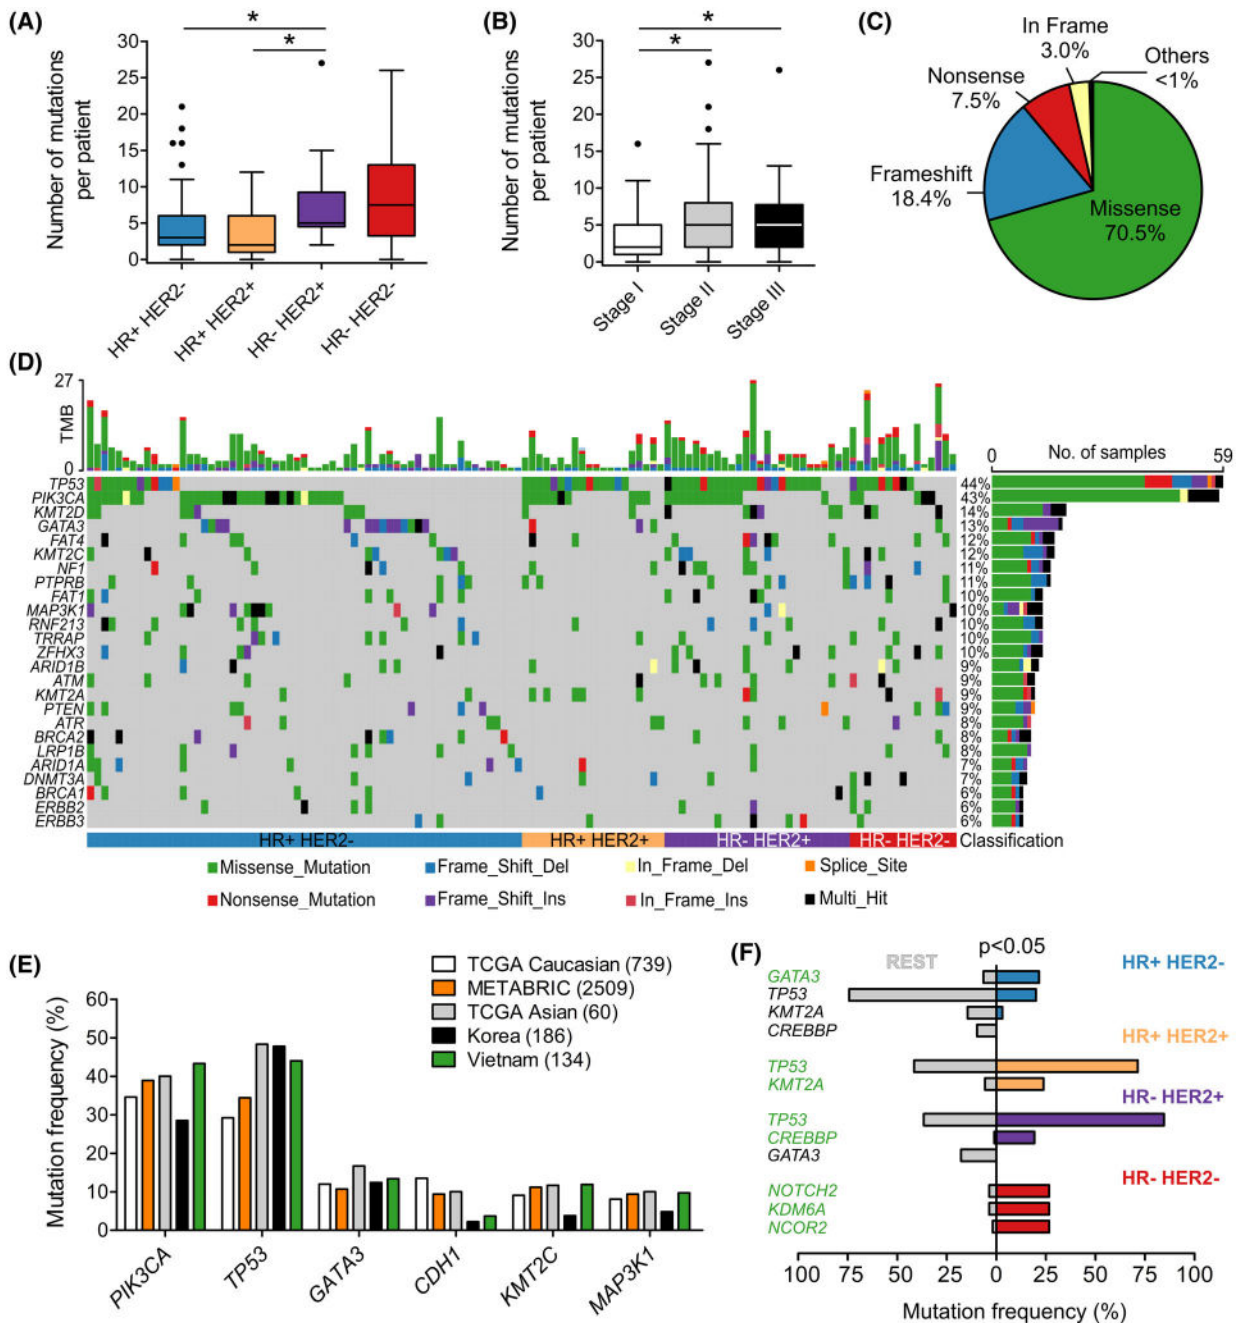 (A)
*
*
Number of mutations
per patient
30
25
20
15
10
5
0
HR+ HER2-
HR+ HER2+
HR- HER2+
HR- HER2-
(B)
*
*
Number of mutations
per patient
30
25
20
15
10
5
0
Stage I
Stage II
Stage III
(C)
In Frame
3.0%
Others
<1%
Nonsense
7.5%
Frameshift
18.4%
Missense
70.5%
(D)
27
TMB
0
0 No. of samples 59
TP53 44%
PIK3CA 43%
KMT2D 14%
GATA3 13%
FAT4 12%
KMT2C 12%
NF1 11%
PTPRB 11%
FAT1 10%
MAP3K1 10%
RNF213 10%
TRRAP 10%
ZFHX3 10%
ARID1B 9%
ATM 9%
KMT2A 9%
PTEN 9%
ATR 8%
BRCA2 8%
LRP1B 8%
ARID1A 7%
DNMT3A 7%
BRCA1 6%
ERBB2 6%
ERBB3 6%
HR+ HER2- HR+ HER2+ HR- HER2+ HR- HER2- Classification
Missense_Mutation Frame_Shift_Del In_Frame_Del Splice_Site
Nonsense_Mutation Frame_Shift_Ins In_Frame_Ins Multi_Hit
(E)
TCGA Caucasian (739)
METABRIC (2509)
TCGA Asian (60)
Korea (186)
Vietnam (134)
Mutation frequency (%)
60
50
40
30
20
10
0
PIK3CA
TP53
GATA3
CDH1
KMT2C
MAP3K1
(F)
p<0.05
REST
HR+ HER2-
GATA3
TP53
KMT2A
CREBBP
HR+ HER2+
TP53
KMT2A
HR- HER2+
TP53
CREBBP
GATA3
HR- HER2-
NOTCH2
KDM6A
NCOR2
100 75 50 25 0 25 50 75 100
Mutation frequency (%)